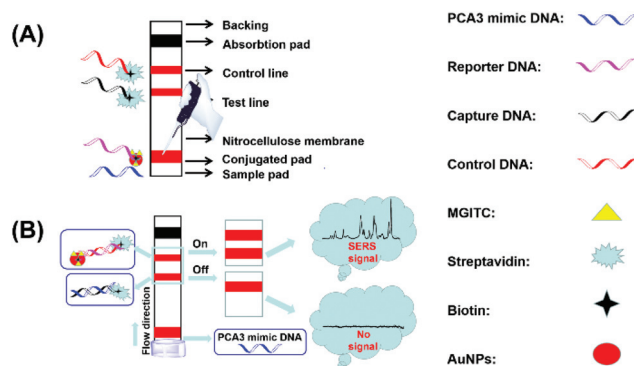 (A)
Backing
Absorbtion pad
Control line
Test line
Nitrocellulose membrane
Conjugated pad
Sample pad
(B)
On
Off
Flow direction
SERS
signal
No
signal
PCA3 mimic DNA
PCA3 mimic DNA:
Reporter DNA:
Capture DNA:
Control DNA:
MGITC:
Streptavidin:
Biotin:
AuNPs: